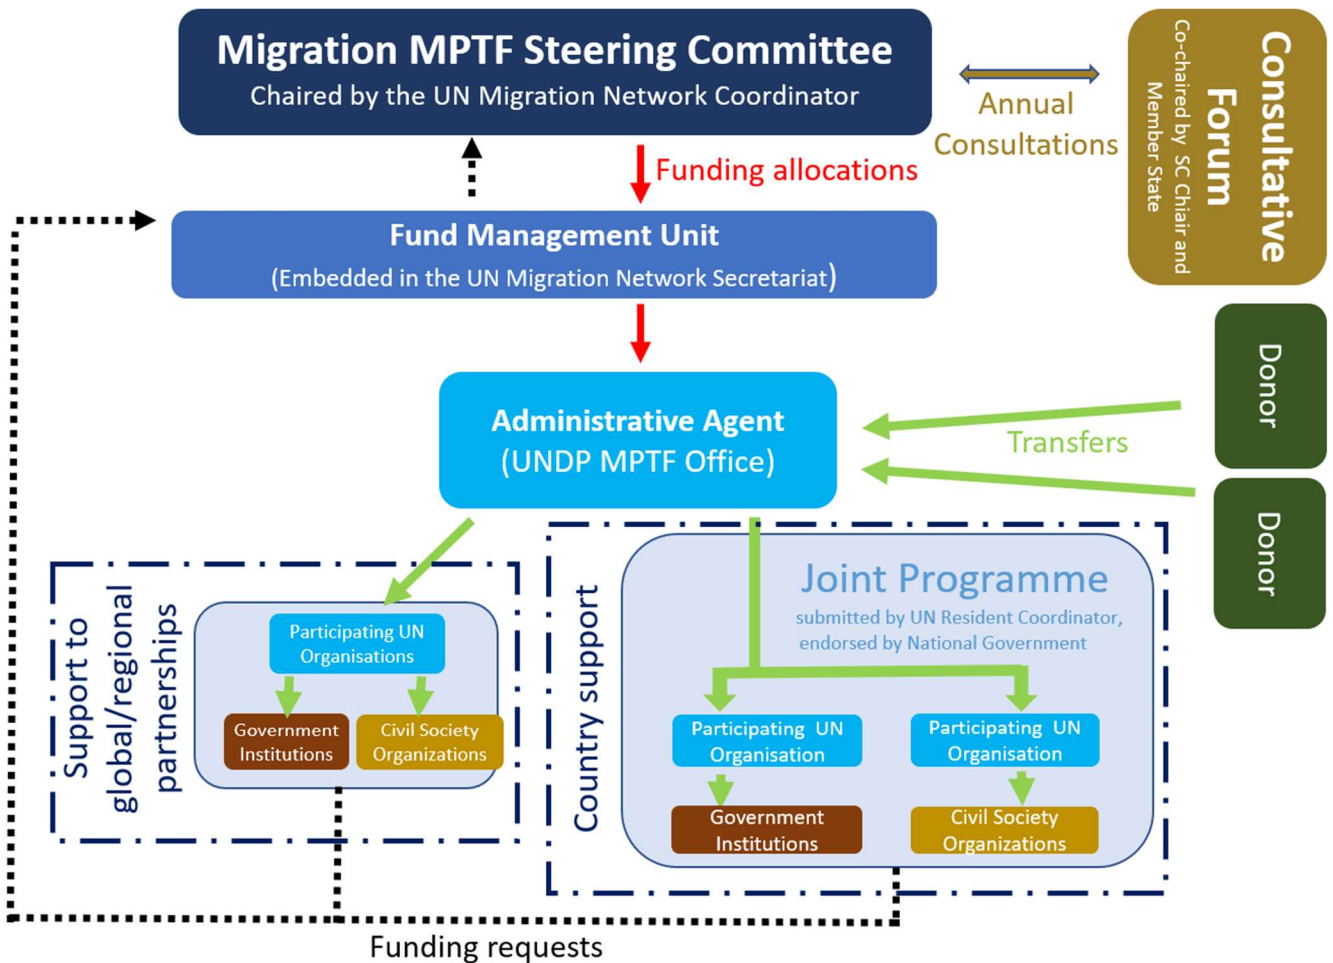 Migration MPTF Steering Committee
Chaired by the UN Migration Network Coordinator
Annual
Consultations
Consultative
Forum
Co-chaired by SC Chiair and
Member State
Funding allocations
Fund Management Unit
(Embedded in the UN Migration Network Secretariat)
Administrative Agent
(UNDP MPTF Office)
Transfers
Donor
Donor
Support to
global/regional
partnerships
Participating UN
Organisations
Government
Institutions
Civil Society
Organizations
Country support
Joint Programme
submitted by UN Resident Coordinator,
endorsed by National Government
Participating UN
Organisation
Participating UN
Organisation
Government
Institutions
Civil Society
Organizations
Funding requests